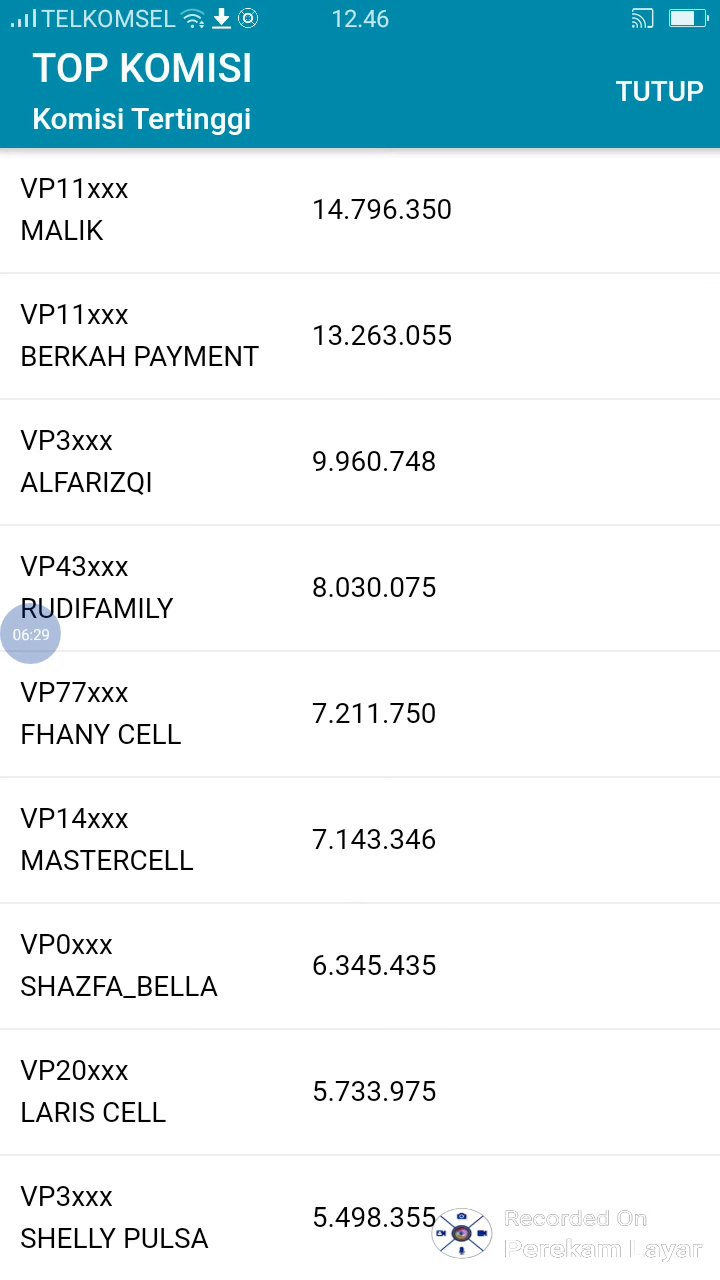 TELKOMSEL 12.46
TOP KOMISI
Komisi Tertinggi
TUTUP
VP11xxx
MALIK
14.796.350
VP11xxx
BERKAH PAYMENT
13.263.055
VP3xxx
ALFARIZQI
9.960.748
VP43xxx
RUDIFAMILY
8.030.075
06:29
VP77xxx
FHANY CELL
7.211.750
VP14xxx
MASTERCELL
7.143.346
VP0xxx
SHAZFA_BELLA
6.345.435
VP20xxx
LARIS CELL
5.733.975
VP3xxx
SHELLY PULSA
5.498.355
Recorded On
Perekam Layar